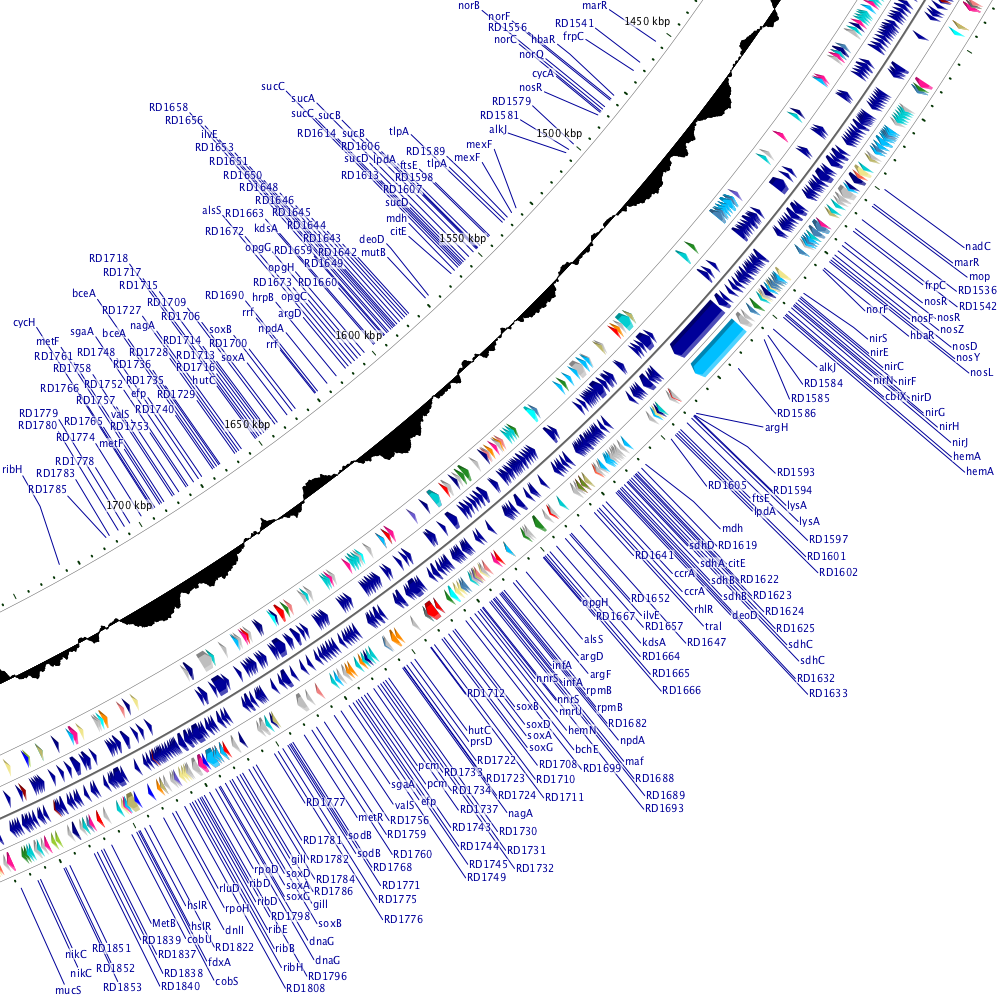 norB
marR
norF
RD1556
RD1541
1450 kbp
norC
hbaR
frpC
norQ
cycA
nosR
RD1579
RD1581
alkJ
1500 kbp
mexF
mexF
sucC
sucA
sucC
sucB
RD1614
sucB
RD1606
tlpA
sucD
lpdA
RD1589
RD1613
ftsE
tlpA
RD1598
RD1607
sucD
mdh
citE
1550 kbp
deoD
mutB
RD1658
RD1656
ilvE
RD1653
RD1651
RD1650
RD1648
RD1646
alsS
RD1663
RD1645
RD1672
kdsA
RD1644
RD1643
opgG
RD1659
RD1642
opgH
RD1649
RD1673
RD1660
RD1690
hrpB
opgC
rrf
argD
npdA
rrl
1600 kbp
RD1718
RD1717
RD1715
bceA
RD1709
RD1727
RD1706
cycH
nagA
soxB
metF
sgaA
bceA
RD1714
RD1700
RD1761
RD1748
RD1728
RD1713
soxA
RD1758
RD1736
RD1716
RD1766
RD1752
RD1735
hutC
RD1757
efp
RD1729
RD1779
RD1765
valS
RD1740
RD1780
RD1753
1650 kbp
RD1774
metF
ribH
RD1778
RD1783
RD1785
1700 kbp
nadC
marR
mop
frpC
RD1536
nosR
RD1542
norF
nosF
nosR
nosZ
hbaR
nosD
nosY
nosL
nirS
nirE
nirC
nirN
nirF
cbiX
nirD
nirG
nirH
nirJ
hemA
hemA
alkJ
RD1584
RD1585
RD1586
argH
RD1593
RD1605
RD1594
ftsE
lysA
lpdA
lysA
RD1597
RD1601
RD1602
mdh
sdhD
RD1619
RD1641
sdhA
citE
ccrA
sdhB
RD1622
ccrA
sdhB
RD1623
rhlR
deoD
RD1624
traI
RD1625
sdhC
sdhC
RD1632
RD1633
opgH
RD1652
RD1667
ilvE
RD1657
alsS
kdsA
RD1647
argD
RD1664
argF
RD1665
rpmB
RD1666
infA
nnrS
infA
nnrS
rpmB
nnrU
RD1682
hemN
npdA
bchE
maf
RD1699
RD1688
RD1689
RD1693
RD1712
soxB
soxD
soxA
soxG
RD1708
RD1710
RD1711
hutC
prsD
RD1722
pcm
RD1733
RD1723
sgaA
pcm
RD1734
RD1724
valS
efp
RD1737
nagA
RD1777
metR
RD1756
RD1743
RD1730
sodB
RD1759
RD1744
RD1731
sodB
RD1760
RD1745
RD1732
RD1768
RD1749
RD1771
RD1775
RD1776
RD1781
gill
RD1782
rpoD
soxD
RD1784
ribD
soxA
RD1786
rluD
soxG
gill
ribD
hslR
rpoH
RD1798
soxB
MetB
hslR
dnlI
ribE
dnaG
RD1839
cobU
RD1822
ribB
dnaG
nikC
RD1851
RD1837
fdxA
ribH
RD1796
nikC
RD1852
RD1838
cobS
RD1808
mucS
RD1853
RD1840